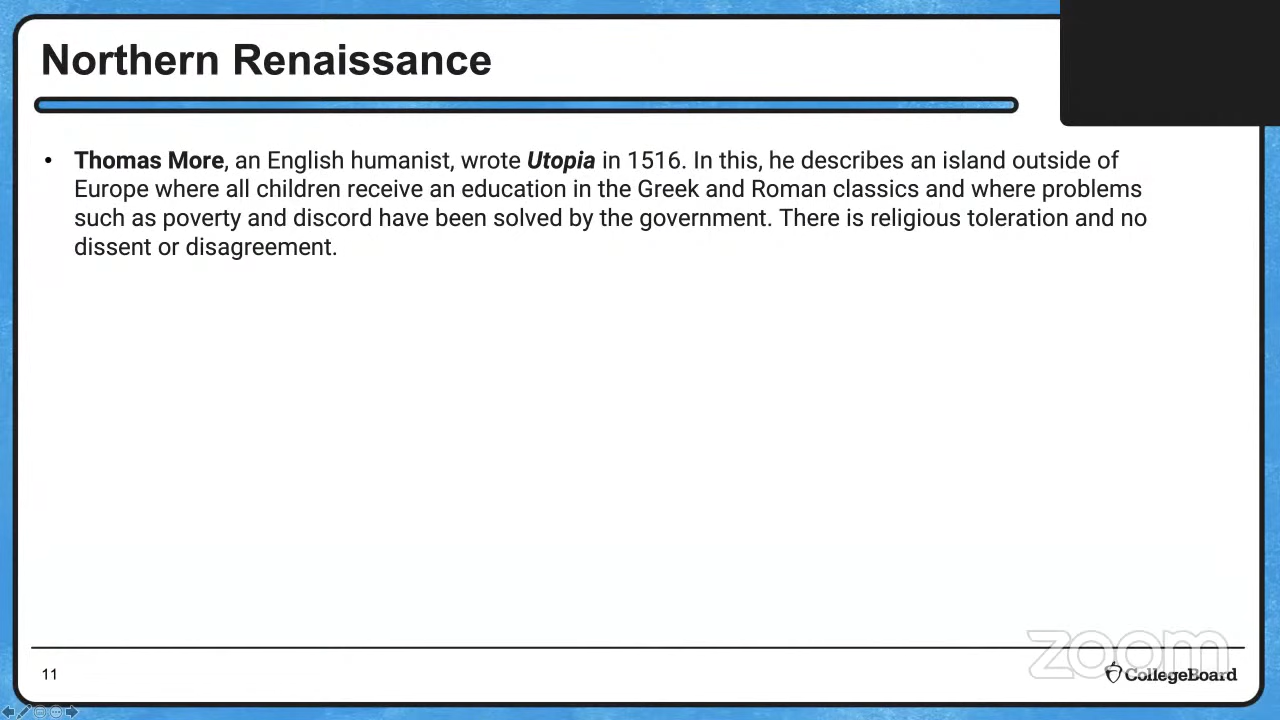 Northern Renaissance
• Thomas More, an English humanist, wrote Utopia in 1516. In this, he describes an island outside of
Europe where all children receive an education in the Greek and Roman classics and where problems
such as poverty and discord have been solved by the government. There is religious toleration and no
dissent or disagreement.
zoom
11
CollegeBoard